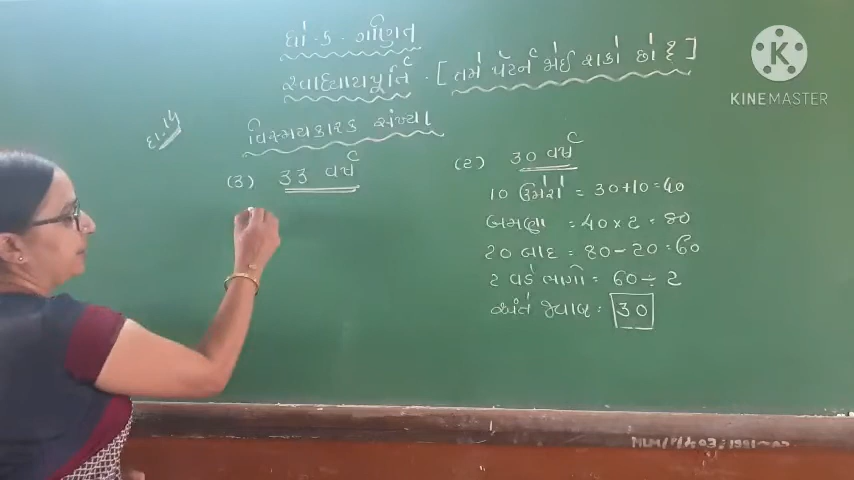 ધો. ક. ગણિત
સ્વાધ્યાયપૂર્તિ. [તમે પેટર્ન જોઈ શકો છો?]
પા.
વિસ્મયકારક સંખ્યા
(૩) ૩૩ વર્ષ
(૨) ૩૦ વર્ષ
૧૦ ઉમેરો = ૩૦+૧૦=૪૦
બમણા = ૪૦ x ૨ = ૮૦
૨૦ બાદ = ૮૦ - ૨૦ = ૬૦
૨ વડે ભાગો = ૬૦ ÷ ૨
અંતે જવાબ = ૩૦
K
KINEMASTER